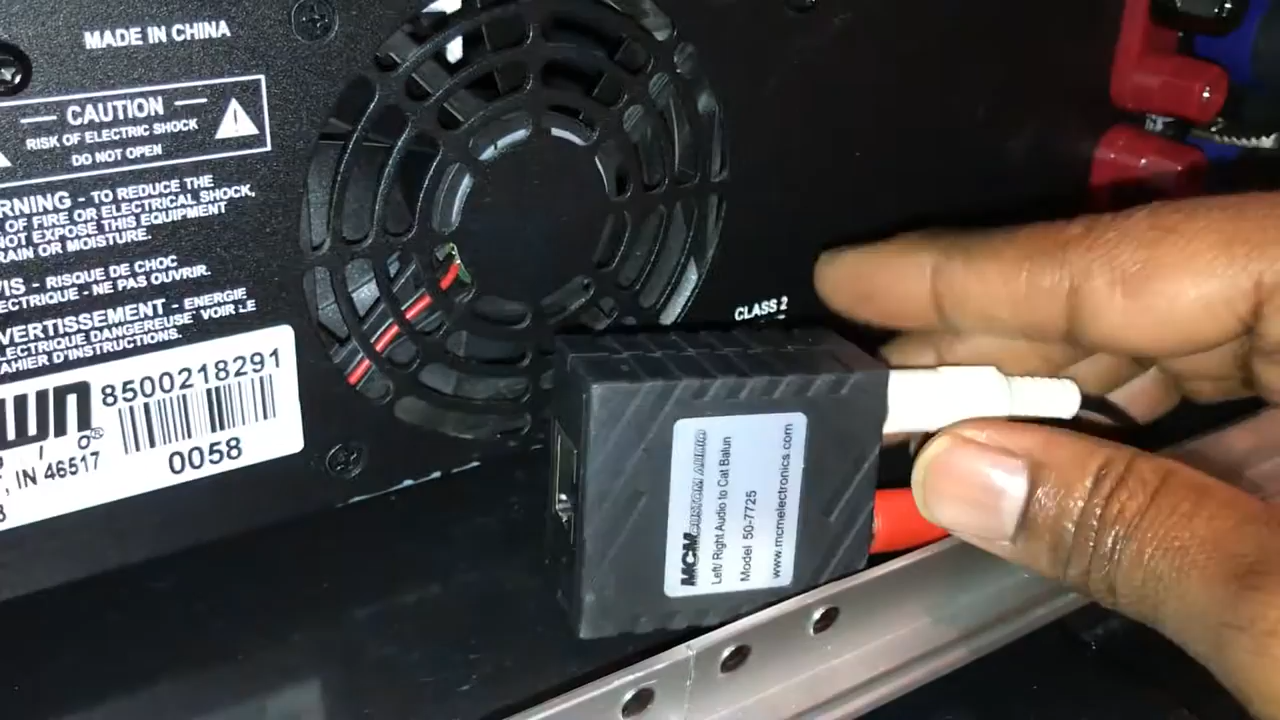 MADE IN CHINA
CAUTION
RISK OF ELECTRIC SHOCK
DO NOT OPEN
RNING - TO REDUCE THE
OF FIRE OR ELECTRICAL SHOCK,
NOT EXPOSE THIS EQUIPMENT
RAIN OR MOISTURE.
VIS - RISQUE DE CHOC
LECTRIQUE - NE PAS OUVRIR.
VERTISSEMENT - ENERGIE
LECTRIQUE DANGEREUSE' VOIR LE
AHIER D'INSTRUCTIONS.
wn ®
8500218291
0058
, IN 46517
CLASS 2
MCM CUSTOM AUDIO
Left/ Right Audio to Cat Balun
Model 50-7725
www.mcmelectronics.com